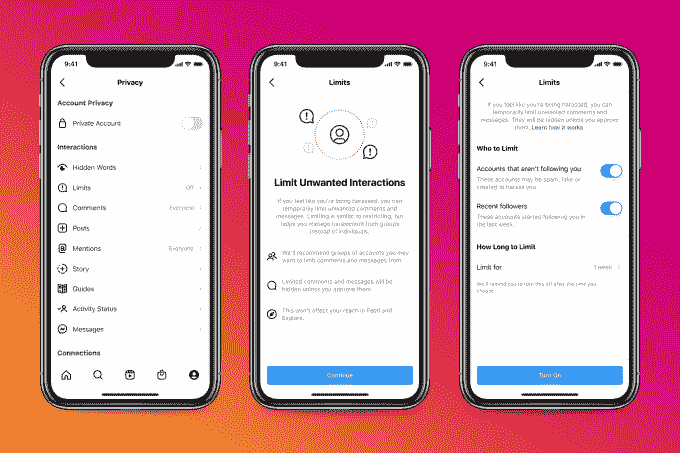 9:41
Privacy
Account Privacy
Private Account
Interactions
Hidden Words
Limits Off
Comments Everyone
Posts
Mentions Everyone
Story
Guides
Activity Status
Messages
Connections
9:41
Limits
Limit Unwanted Interactions
If you feel like you're being harassed, you can
temporarily limit unwanted comments and
messages. Limiting is similar to restricting, but
helps you manage harassment from groups
instead of individuals.
We'll recommend groups of accounts you may
want to limit comments and messages from.
Limited comments and messages will be
hidden unless you approve them.
This won't affect your reach in Feed and
Explore.
Continue
9:41
Limits
If you feel like you're being harassed, you can
temporarily limit unwanted comments and
messages. They will be hidden unless you approve
them. Learn how it works
Who to Limit
Accounts that aren't following you
These accounts may be spam, fake or
created to harass you.
Recent followers
These accounts started following you in
the last week.
How Long to Limit
Limit for 1 week
We'll remind you to turn this off after the time you
choose.
Turn On